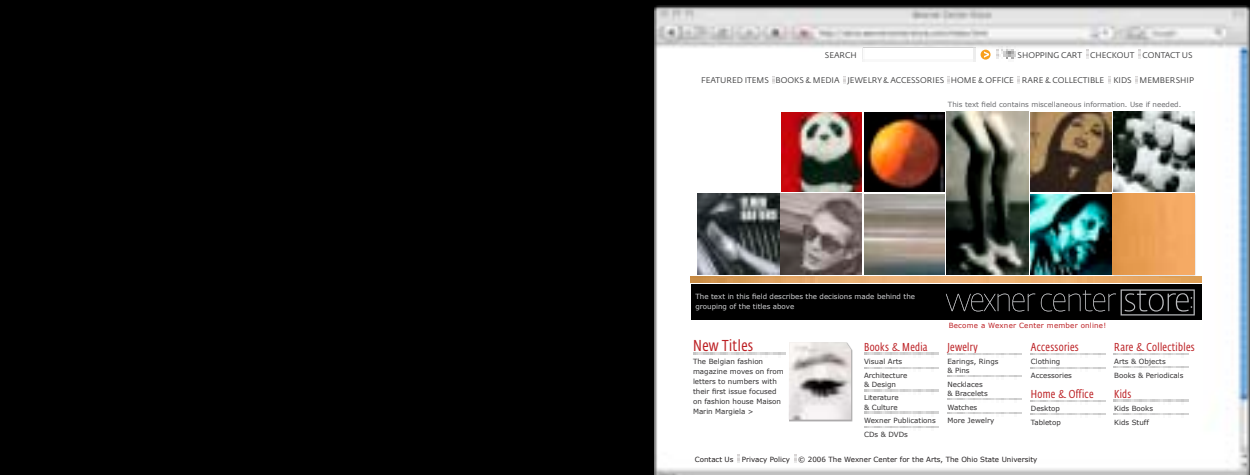 Wexner Center Store
SEARCH SHOPPING CART CHECKOUT CONTACT US
FEATURED ITEMS BOOKS & MEDIA JEWELRY & ACCESSORIES HOME & OFFICE RARE & COLLECTIBLE KIDS MEMBERSHIP
This text field contains miscellaneous information. Use if needed.
The text in this field describes the decisions made behind the
grouping of the titles above
wexner center store:
Become a Wexner Center member online!
New Titles
The Belgian fashion
magazine moves on from
letters to numbers with
their first issue focused
on fashion house Maison
Marin Margiela >
Books & Media
Visual Arts
Architecture
& Design
Literature
& Culture
Wexner Publications
CDs & DVDs
Jewelry
Earings, Rings
& Pins
Necklaces
& Bracelets
Watches
More Jewelry
Accessories
Clothing
Accessories
Home & Office
Desktop
Tabletop
Rare & Collectibles
Arts & Objects
Books & Periodicals
Kids
Kids Books
Kids Stuff
Contact Us Privacy Policy © 2006 The Wexner Center for the Arts, The Ohio State University